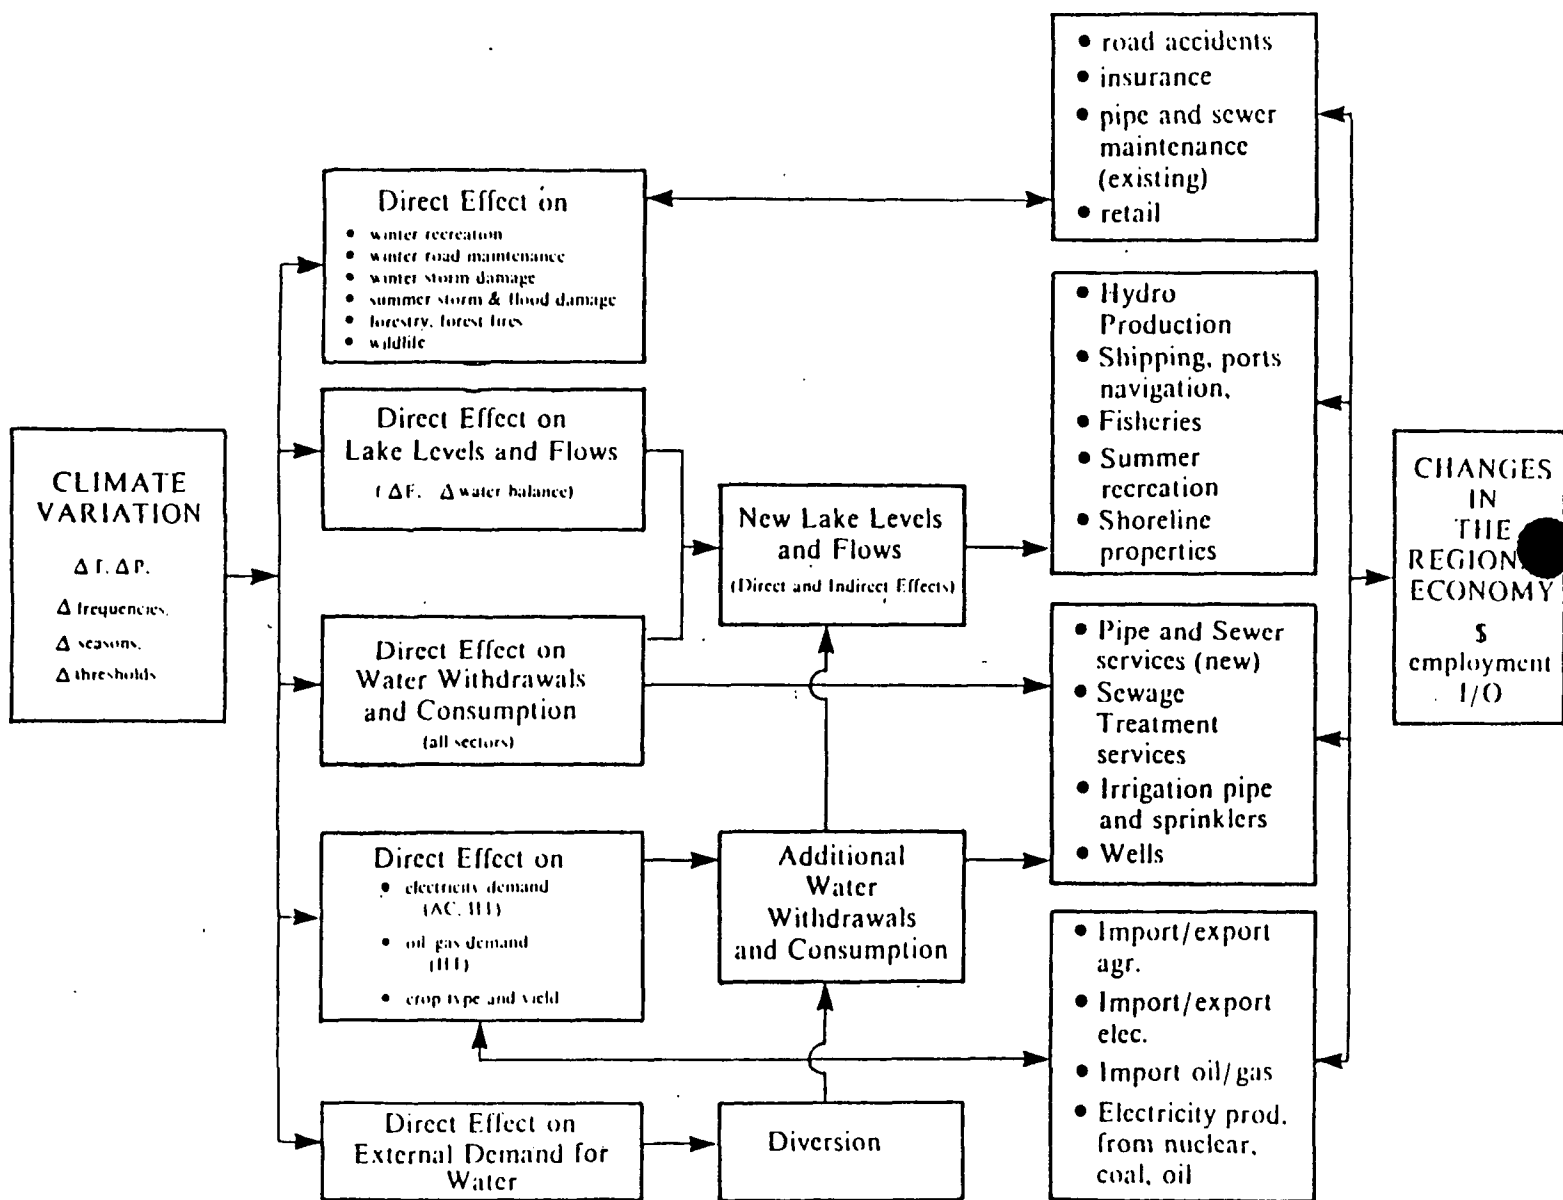 CLIMATE
VARIATION
Δ T. Δ P.
Δ frequencies.
Δ seasons.
Δ thresholds
Direct Effect on
• winter recreation
• winter road maintenance
• winter storm damage
• summer storm & flood damage
• forestry, forest fires
• wildlife
Direct Effect on
Lake Levels and Flows
Δ water balance)
Direct Effect on
Water Withdrawals
and Consumption
(all sectors)
Direct Effect on
• electricity demand
(AC,
• oil gas demand
• crop type and yield
Direct Effect on
External Demand for
Water
New Lake Levels
and Flows
(Direct and Indirect Effects)
Additional
Water
Withdrawals
and Consumption
Diversion
• road accidents
• insurance
• pipe and sewer
maintenance
(existing)
• retail
• Hydro
Production
• Shipping, ports
navigation,
• Fisheries
• Summer
recreation
• Shoreline
properties
• Pipe and Sewer
services (new)
• Sewage
Treatment
services
• Irrigation pipe
and sprinklers
• Wells
• Import/export
agr.
• Import/export
elec.
• Import oil/gas
• Electricity prod.
from nuclear,
coal, oil
CHANGES
IN
THE
REGION
ECONOMY
$
employment
I/O